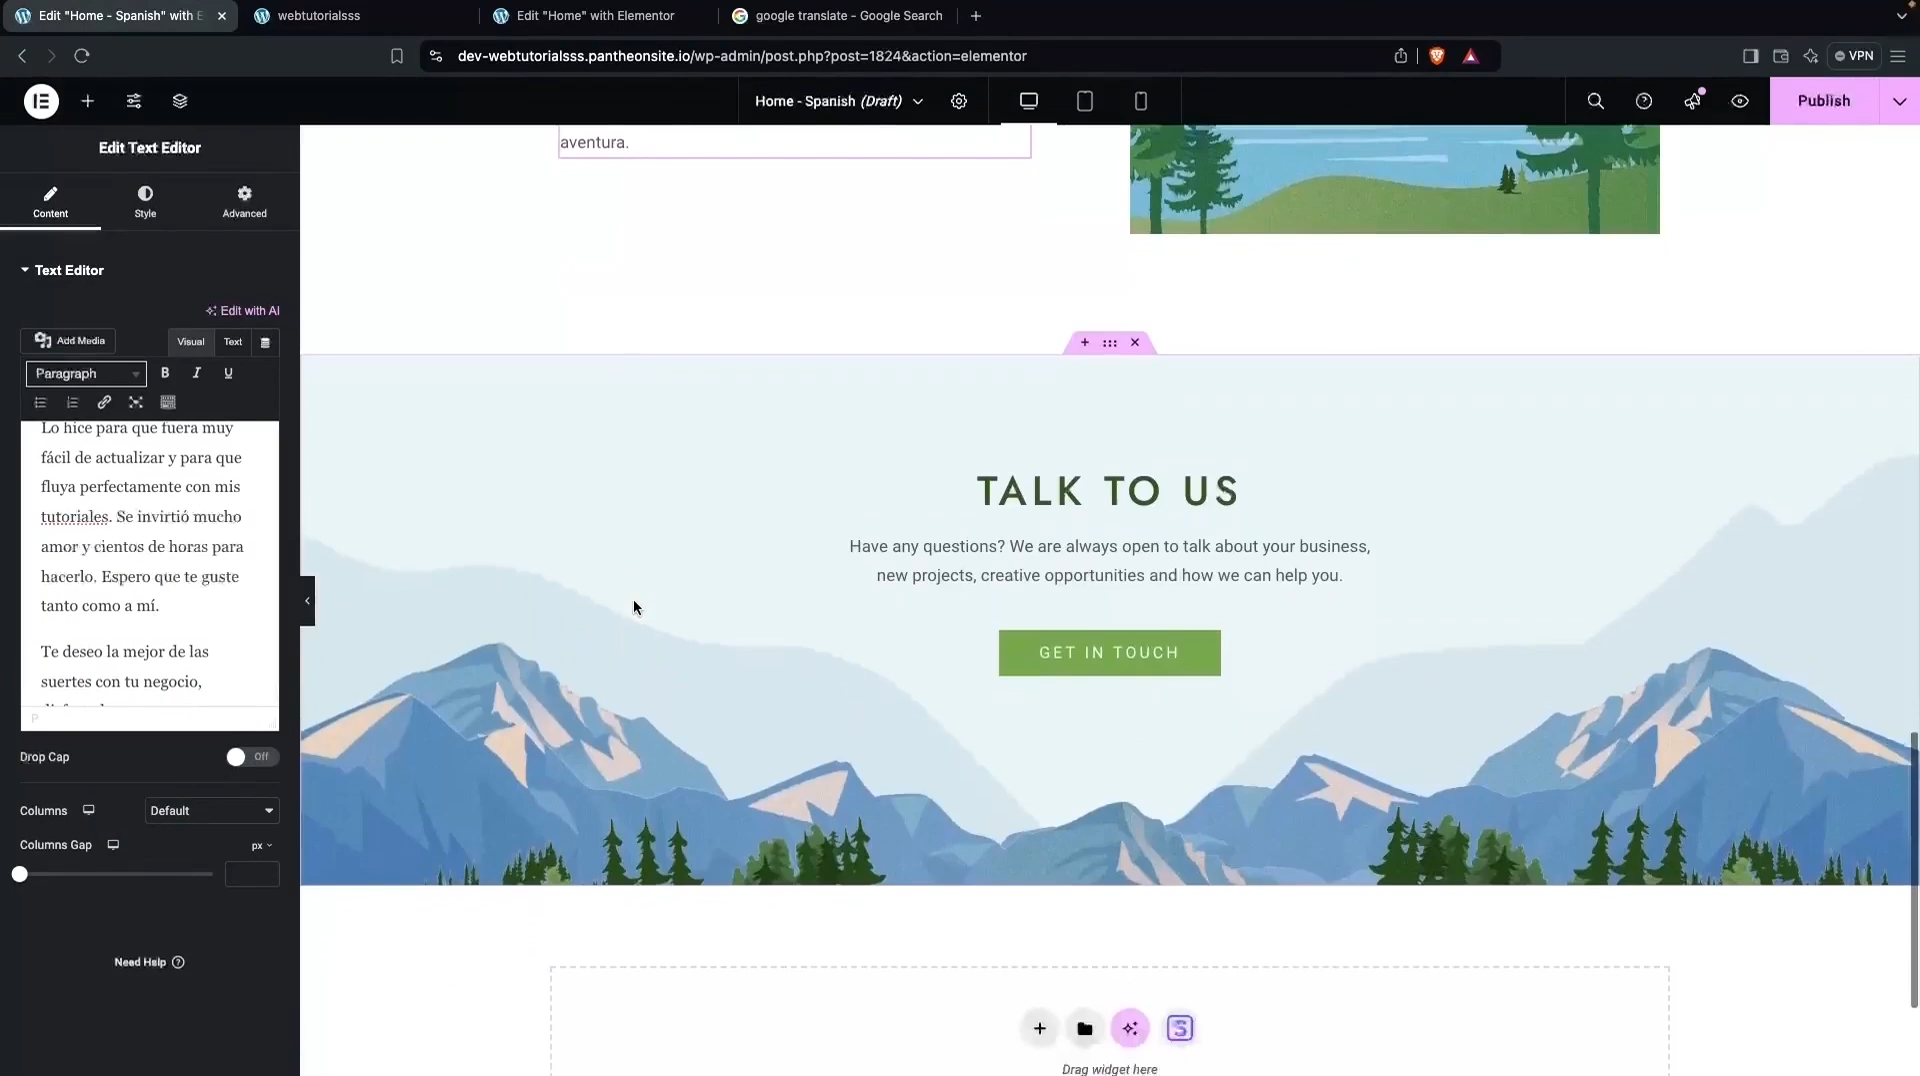 Edit "Home - Spanish" with E
webtutorialsss
Edit "Home" with Elementor
google translate - Google Search
dev-webtutorialsss.pantheonsite.io/wp-admin/post.php?post=1824&action=elementor
VPN
Home - Spanish (Draft)
Publish
Edit Text Editor
Content
Style
Advanced
Text Editor
Edit with AI
Add Media
Visual
Text
Paragraph
B
I
U
Lo hice para que fuera muy
fácil de actualizar y para que
fluya perfectamente con mis
tutoriales. Se invirtió mucho
amor y cientos de horas para
hacerlo. Espero que te guste
tanto como a mí.
Te deseo la mejor de las
suertes con tu negocio,
P
Drop Cap
Off
Columns
Default
Columns Gap
px
Need Help
aventura.
TALK TO US
Have any questions? We are always open to talk about your business,
new projects, creative opportunities and how we can help you.
GET IN TOUCH
Drag widget here